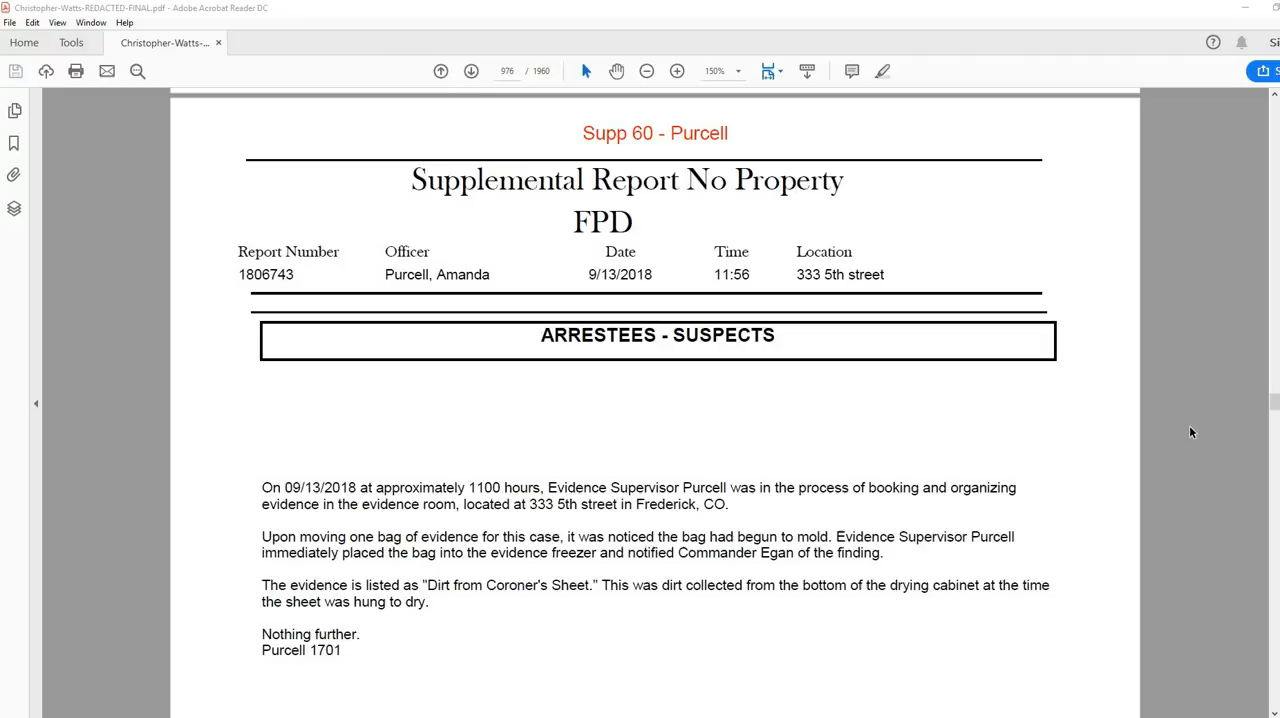 Christopher-Watts-REDACTED-FINAL.pdf - Adobe Acrobat Reader DC
File Edit View Window Help
Home Tools Christopher-Watts-... ×
976 / 1960 150%
Supp 60 - Purcell
Supplemental Report No Property
FPD
Report Number Officer Date Time Location
1806743 Purcell, Amanda 9/13/2018 11:56 333 5th street
ARRESTEES - SUSPECTS
On 09/13/2018 at approximately 1100 hours, Evidence Supervisor Purcell was in the process of booking and organizing
evidence in the evidence room, located at 333 5th street in Frederick, CO.
Upon moving one bag of evidence for this case, it was noticed the bag had begun to mold. Evidence Supervisor Purcell
immediately placed the bag into the evidence freezer and notified Commander Egan of the finding.
The evidence is listed as "Dirt from Coroner's Sheet." This was dirt collected from the bottom of the drying cabinet at the time
the sheet was hung to dry.
Nothing further.
Purcell 1701